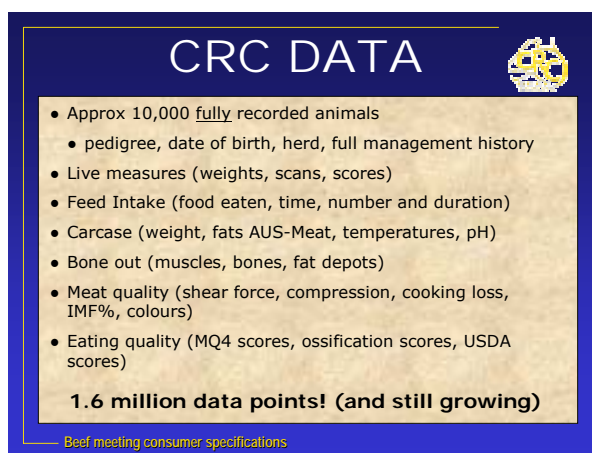 CRC DATA
CRC
• Approx 10,000 fully recorded animals
• pedigree, date of birth, herd, full management history
• Live measures (weights, scans, scores)
• Feed Intake (food eaten, time, number and duration)
• Carcase (weight, fats AUS-Meat, temperatures, pH)
• Bone out (muscles, bones, fat depots)
• Meat quality (shear force, compression, cooking loss,
IMF%, colours)
• Eating quality (MQ4 scores, ossification scores, USDA
scores)
1.6 million data points! (and still growing)
Beef meeting consumer specifications